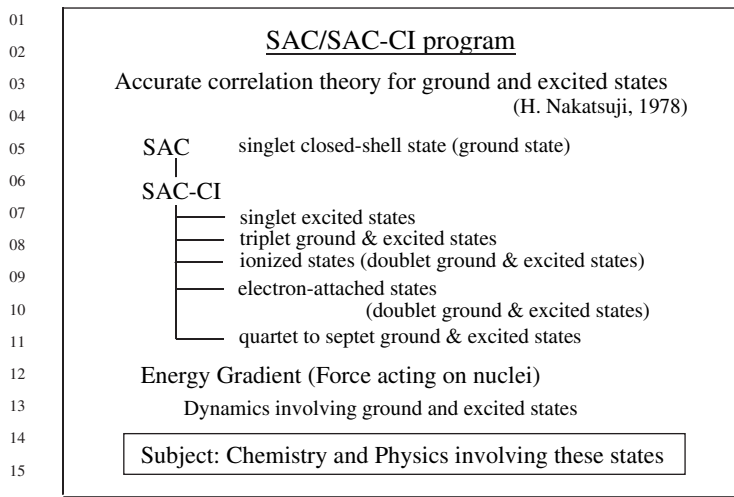 01
02
03
04
05
06
07
08
09
10
11
12
13
14
15
SAC/SAC-CI program
Accurate correlation theory for ground and excited states
(H. Nakatsuji, 1978)
SAC singlet closed-shell state (ground state)
SAC-CI
singlet excited states
triplet ground & excited states
ionized states (doublet ground & excited states)
electron-attached states
(doublet ground & excited states)
quartet to septet ground & excited states
Energy Gradient (Force acting on nuclei)
Dynamics involving ground and excited states
Subject: Chemistry and Physics involving these states